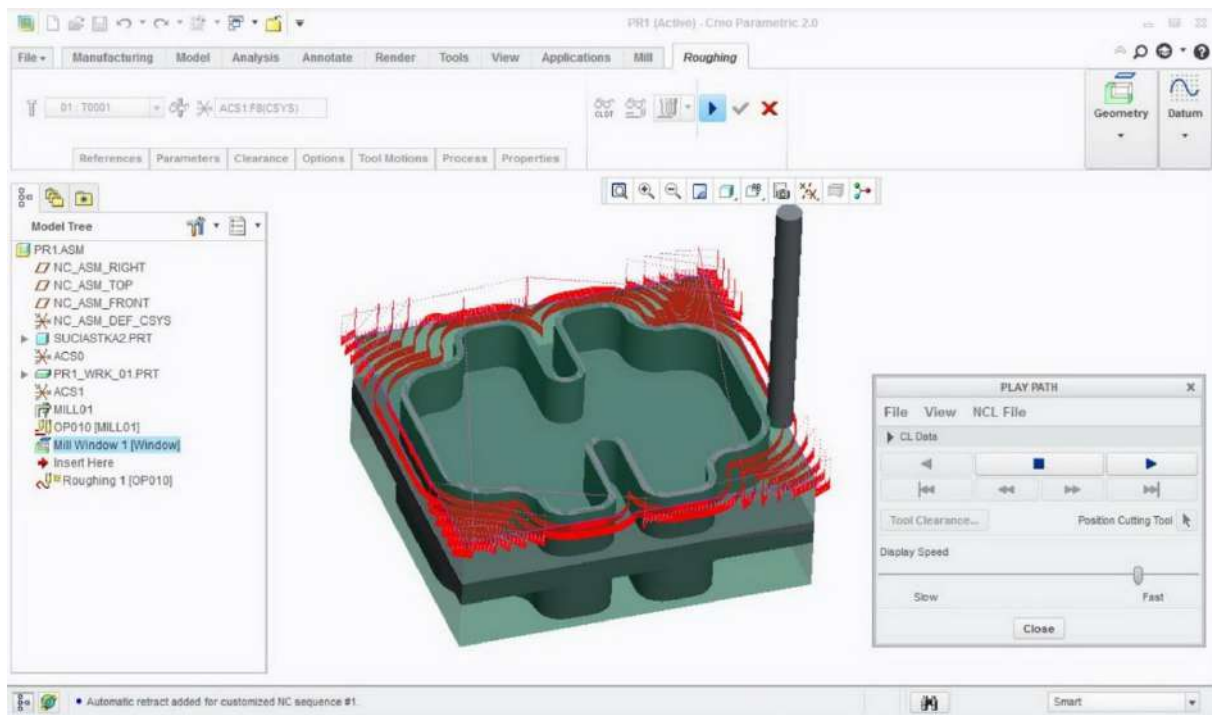 PR1 (Active) - Creo Parametric 2.0
File Manufacturing Model Analysis Annotate Render Tools View Applications Mill Roughing
01 : T0001 ACS1:F8(CSYS)
CLDT
Geometry Datum
References Parameters Clearance Options Tool Motions Process Properties
Model Tree
PR1.ASM
NC_ASM_RIGHT
NC_ASM_TOP
NC_ASM_FRONT
NC_ASM_DEF_CSYS
SUCIASTKA2.PRT
ACS0
PR1_WRK_01.PRT
ACS1
MILL01
OP010 [MILL01]
Mill Window 1 [Window]
Insert Here
Roughing 1 [OP010]
PLAY PATH
File View NCL File
CL Data
Tool Clearance...
Position Cutting Tool
Display Speed
Slow Fast
Close
Automatic retract added for customized NC sequence #1.
Smart